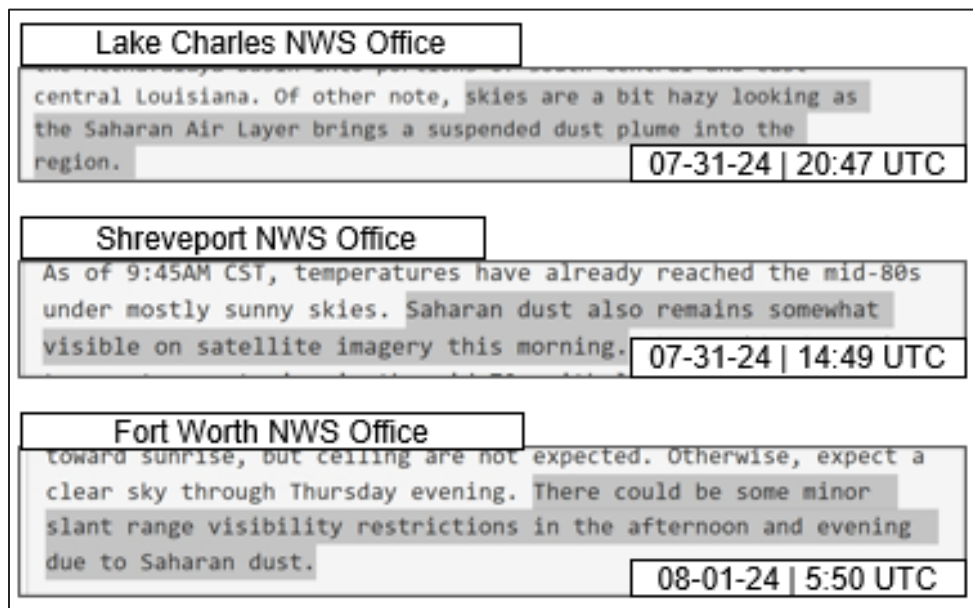 Lake Charles NWS Office
central Louisiana. Of other note, skies are a bit hazy looking as
the Saharan Air Layer brings a suspended dust plume into the
region.
07-31-24 | 20:47 UTC
Shreveport NWS Office
As of 9:45AM CST, temperatures have already reached the mid-80s
under mostly sunny skies. Saharan dust also remains somewhat
visible on satellite imagery this morning.
07-31-24 | 14:49 UTC
Fort Worth NWS Office
toward sunrise, but ceiling are not expected. Otherwise, expect a
clear sky through Thursday evening. There could be some minor
slant range visibility restrictions in the afternoon and evening
due to Saharan dust.
08-01-24 | 5:50 UTC